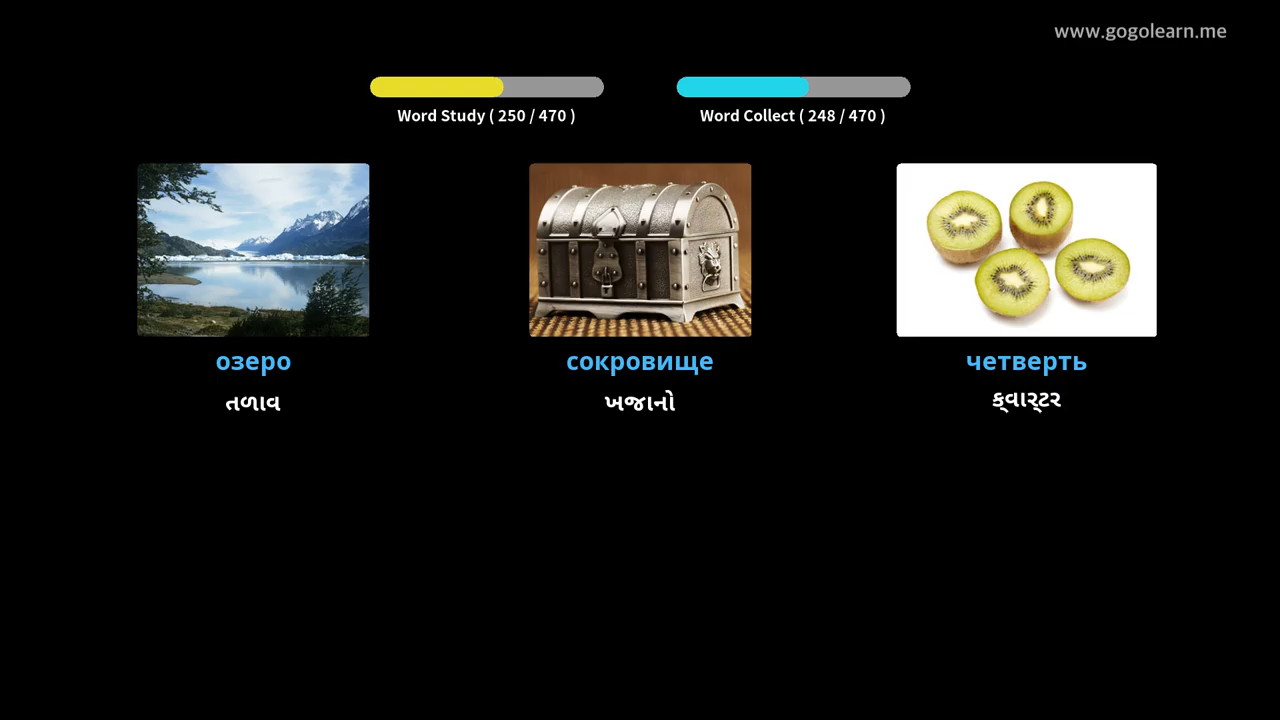 www.gogolearn.me
Word Study ( 250 / 470 )
Word Collect ( 248 / 470 )
озеро
сокровище
четверть
તળાવ
ખજાનો
ક્વાર્ટર